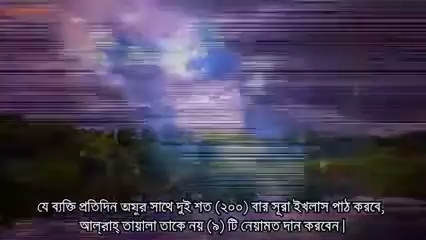 যে ব্যক্তি প্রতিদিন অযুর সাথে দুই শত (২০০) বার সূরা ইখলাস পাঠ করবে,
আল্লাহ্ তায়ালা তাকে নয় (৯) টি নেয়ামত দান করবেন|